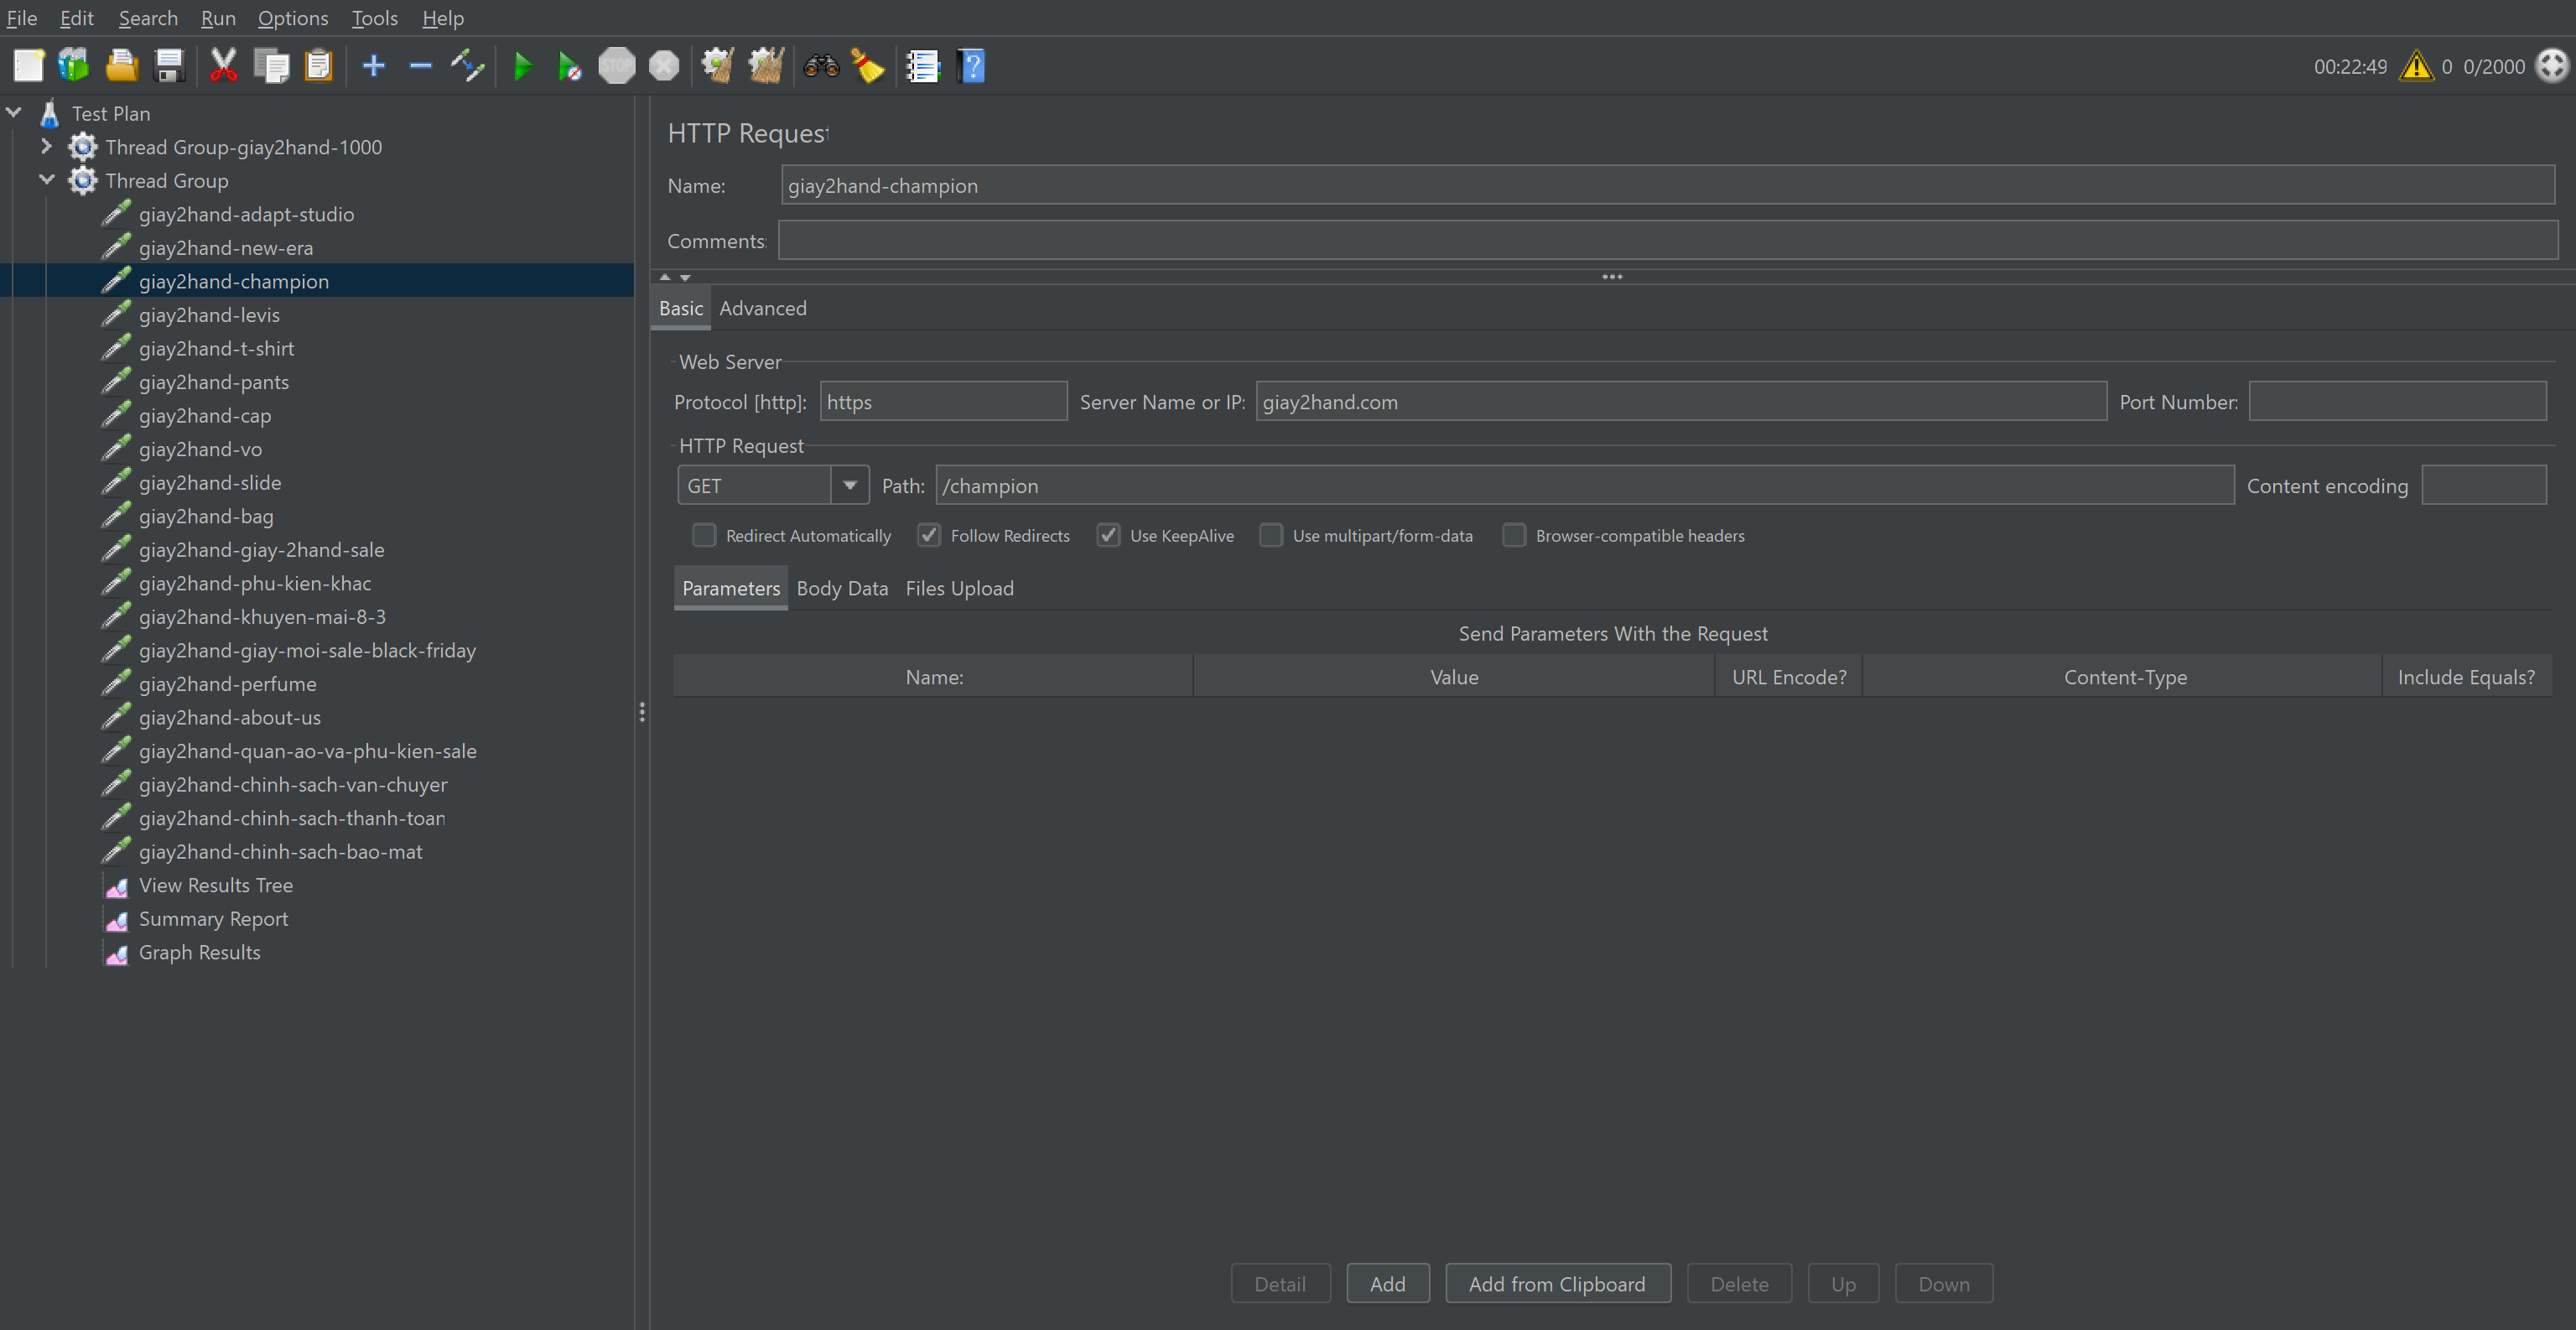 File Edit Search Run Options Tools Help
STOP
00:22:49 0 0/2000
Test Plan
Thread Group-giay2hand-1000
Thread Group
giay2hand-adapt-studio
giay2hand-new-era
giay2hand-champion
giay2hand-levis
giay2hand-t-shirt
giay2hand-pants
giay2hand-cap
giay2hand-vo
giay2hand-slide
giay2hand-bag
giay2hand-giay-2hand-sale
giay2hand-phu-kien-khac
giay2hand-khuyen-mai-8-3
giay2hand-giay-moi-sale-black-friday
giay2hand-perfume
giay2hand-about-us
giay2hand-quan-ao-va-phu-kien-sale
giay2hand-chinh-sach-van-chuyer
giay2hand-chinh-sach-thanh-toan
giay2hand-chinh-sach-bao-mat
View Results Tree
Summary Report
Graph Results
HTTP Request
Name: giay2hand-champion
Comments:
Basic Advanced
Web Server
Protocol [http]: https Server Name or IP: giay2hand.com Port Number:
HTTP Request
GET Path: /champion Content encoding
Redirect Automatically Follow Redirects Use KeepAlive Use multipart/form-data Browser-compatible headers
Parameters Body Data Files Upload
Send Parameters With the Request
Name: Value URL Encode? Content-Type Include Equals?
Detail Add Add from Clipboard Delete Up Down